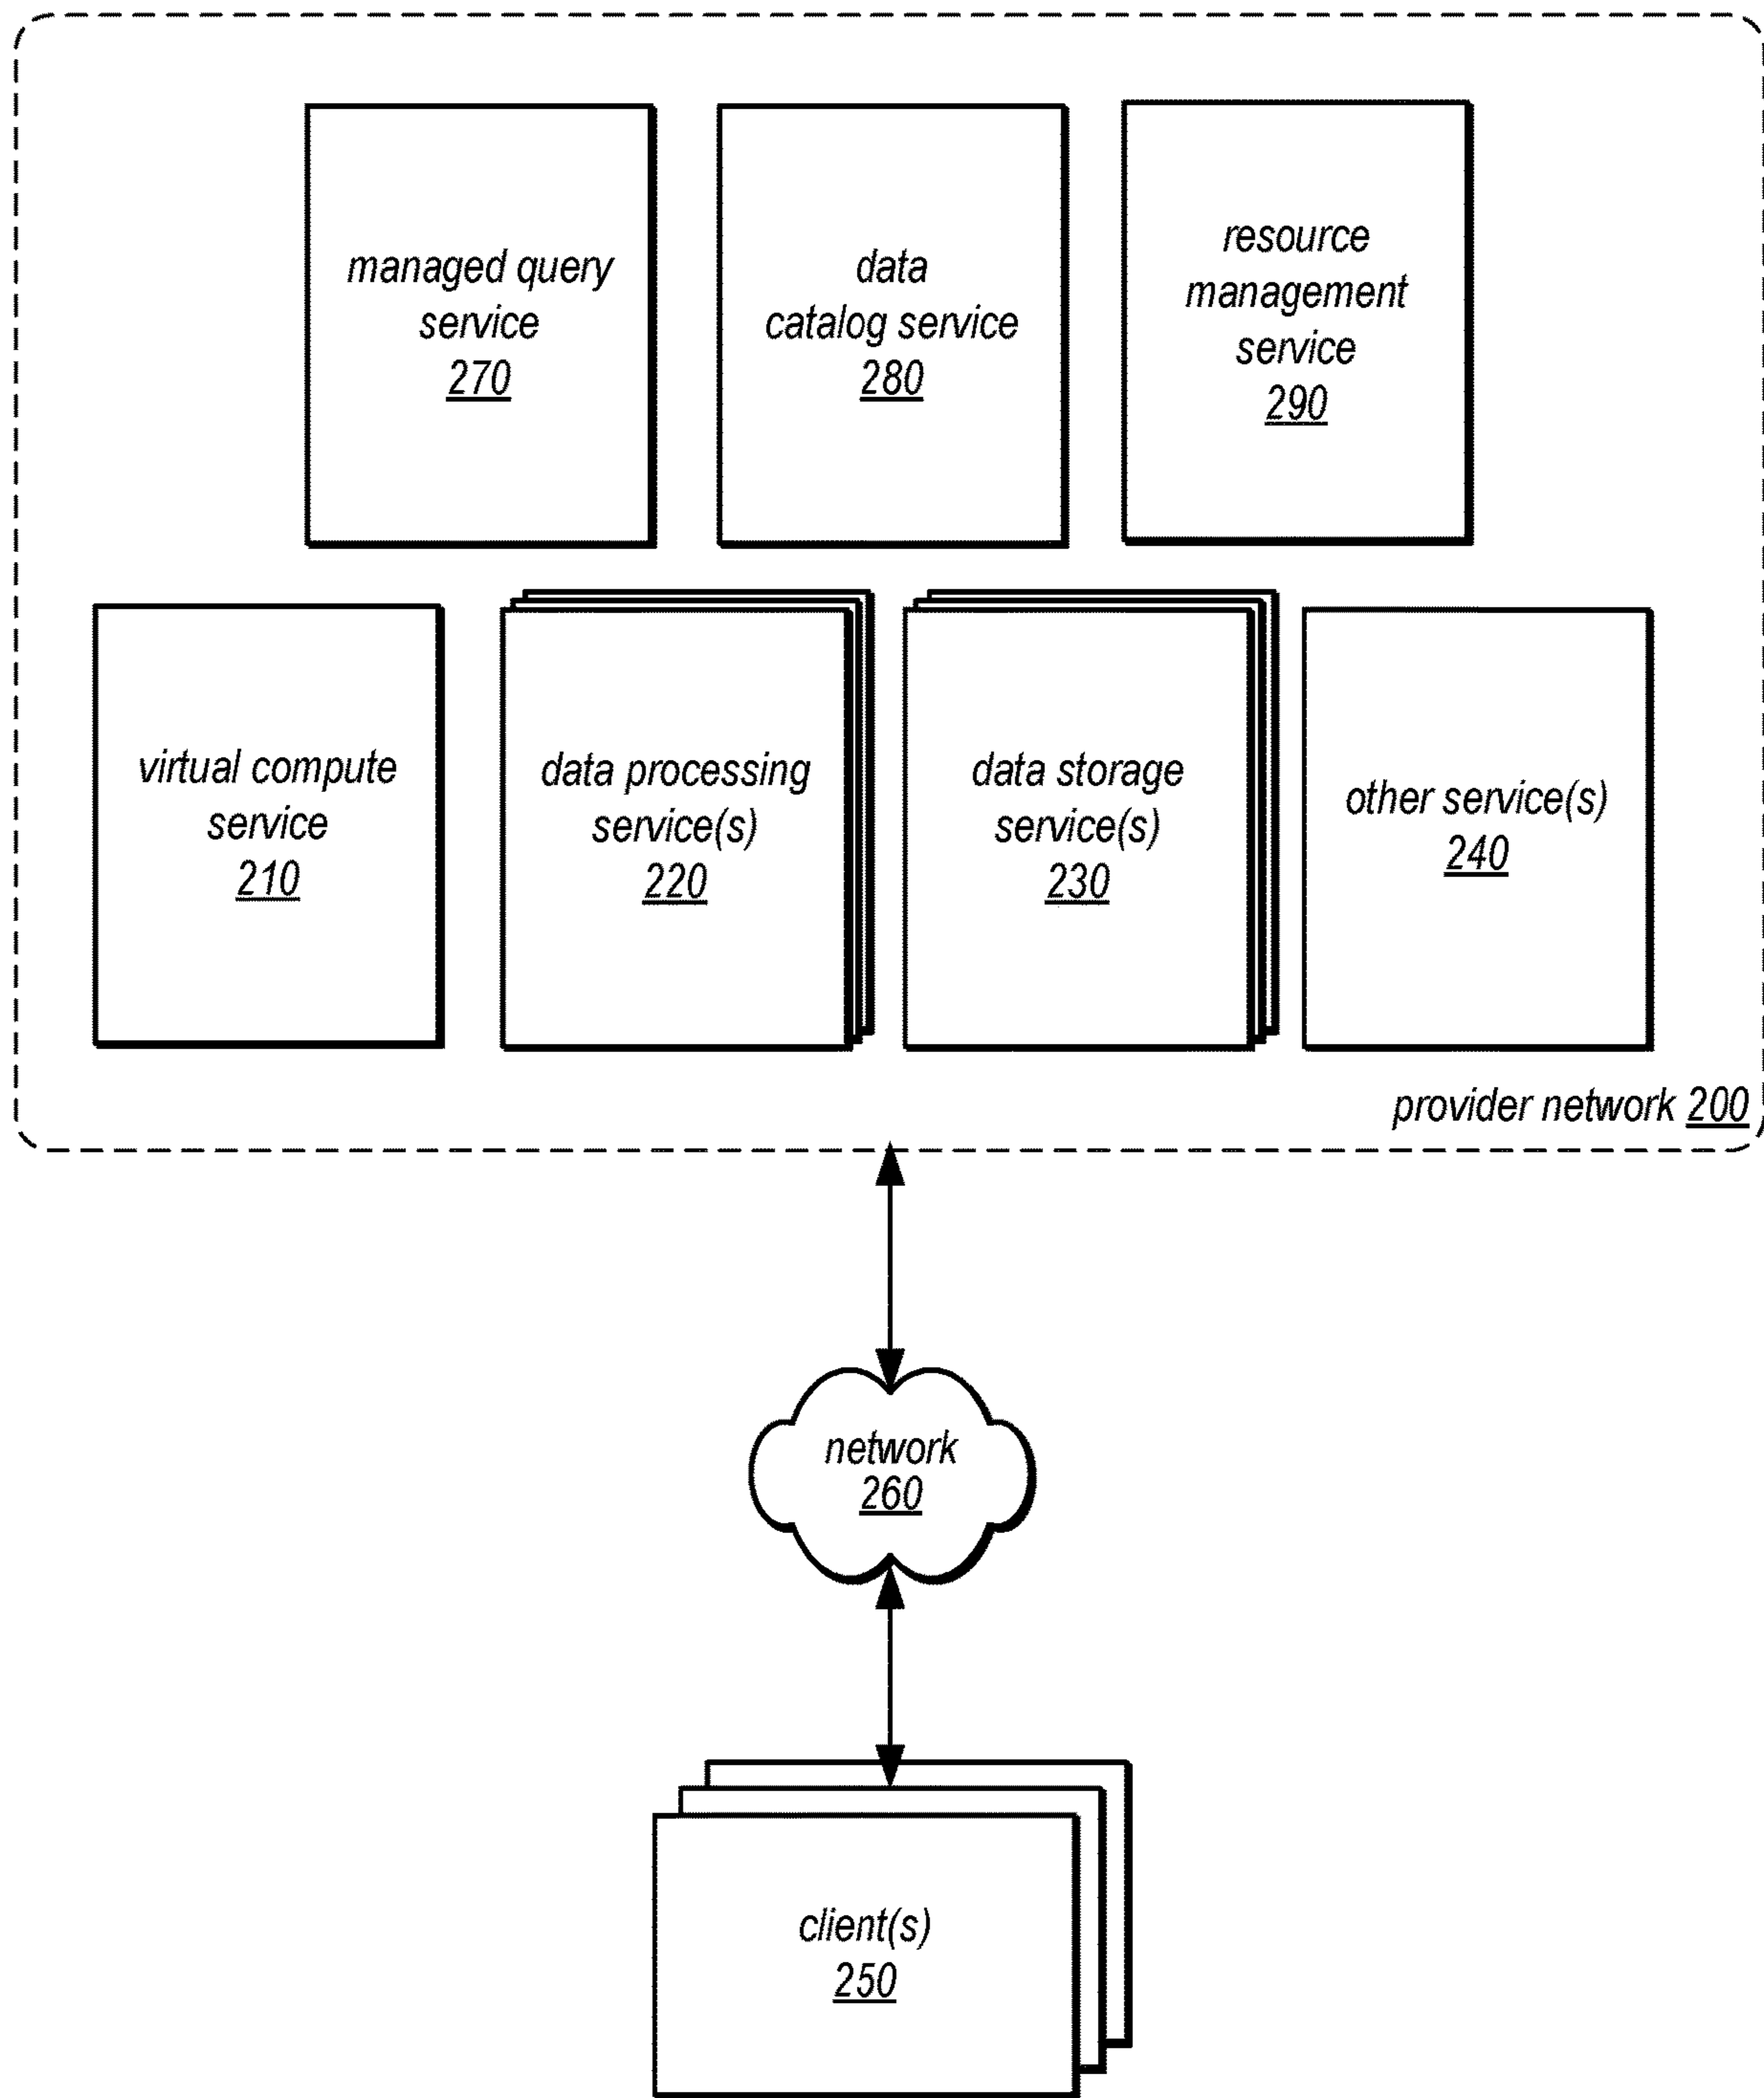 managed query
service
270
data
catalog service
280
resource
management
service
290
virtual compute
service
210
data processing
service(s)
220
data storage
service(s)
230
other service(s)
240
provider network 200
network
260
client(s)
250